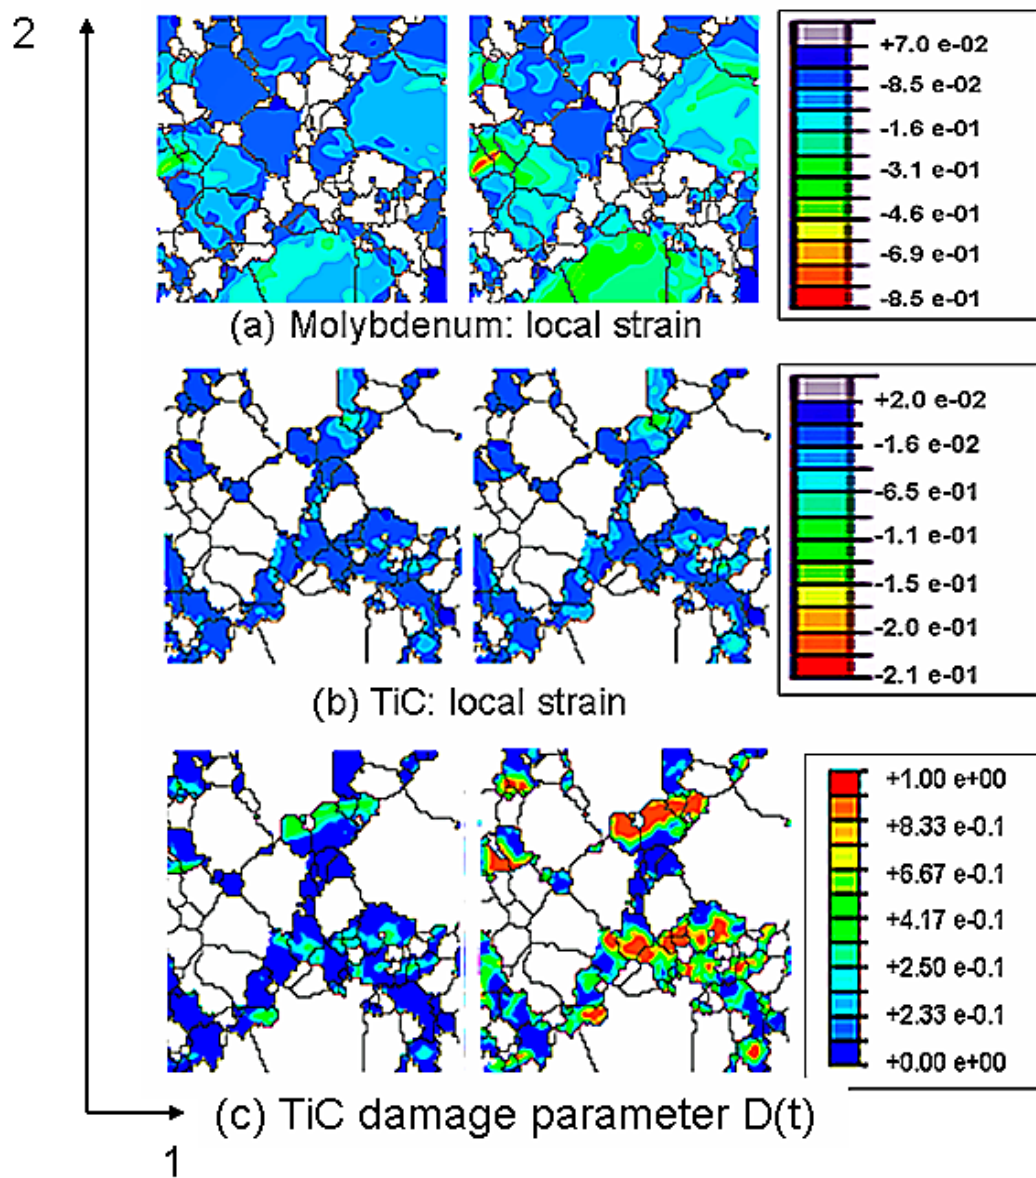 2
+7.0 e-02
-8.5 e-02
-1.6 e-01
-3.1 e-01
-4.6 e-01
-6.9 e-01
-8.5 e-01
(a) Molybdenum: local strain
+2.0 e-02
-1.6 e-02
-6.5 e-01
-1.1 e-01
-1.5 e-01
-2.0 e-01
-2.1 e-01
(b) TiC: local strain
+1.00 e+00
+8.33 e-0.1
+6.67 e-0.1
+4.17 e-0.1
+2.50 e-0.1
+2.33 e-0.1
+0.00 e+00
(c) TiC damage parameter D(t)
1